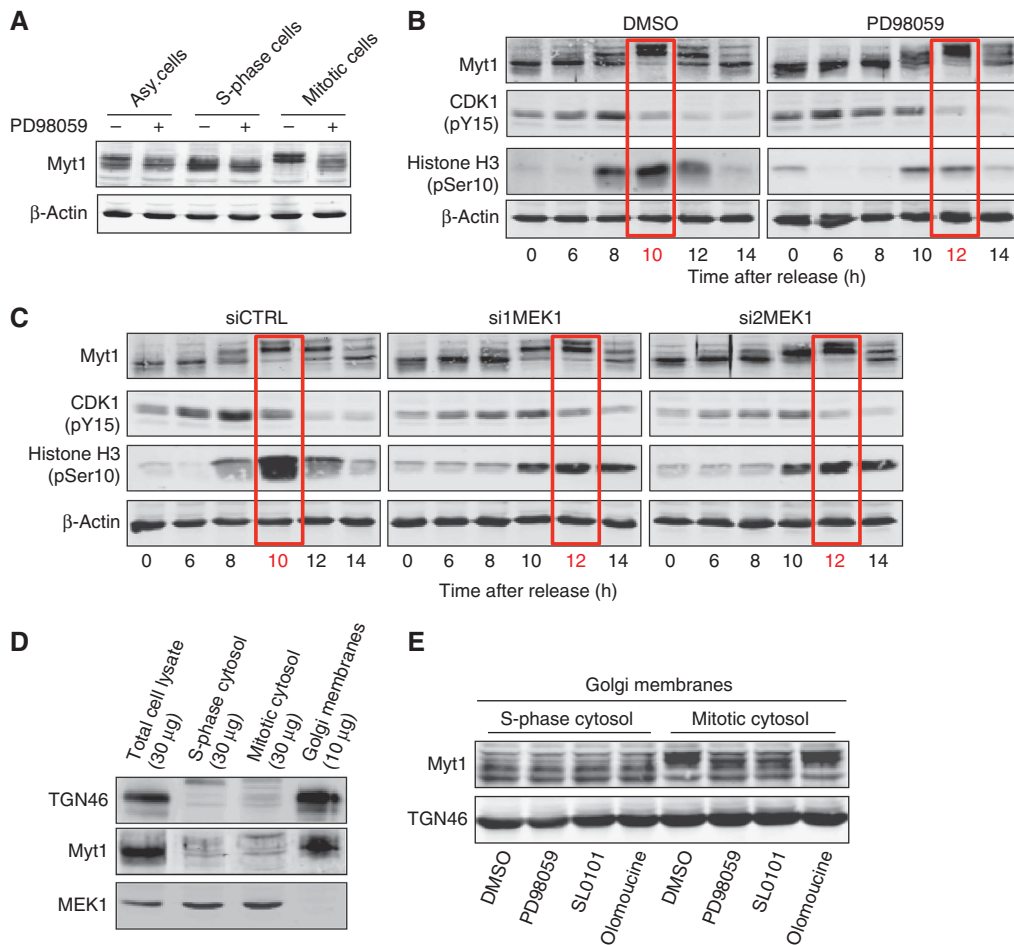 A
Asy.cells
S-phase cells
Mitotic cells
PD98059 – + – + – +
Myt1
β-Actin
B
DMSO PD98059
Myt1
CDK1
(pY15)
Histone H3
(pSer10)
β-Actin
0 6 8 10 12 14 0 6 8 10 12 14
Time after release (h)
C
siCTRL si1MEK1 si2MEK1
Myt1
CDK1
(pY15)
Histone H3
(pSer10)
β-Actin
0 6 8 10 12 14 0 6 8 10 12 14 0 6 8 10 12 14
Time after release (h)
D
Total cell lysate
(30 μg)
S-phase cytosol
(30 μg)
Mitotic cytosol
(30 μg)
Golgi membranes
(10 μg)
TGN46
Myt1
MEK1
E
Golgi membranes
S-phase cytosol Mitotic cytosol
Myt1
TGN46
DMSO
PD98059
SL0101
Olomoucine
DMSO
PD98059
SL0101
Olomoucine